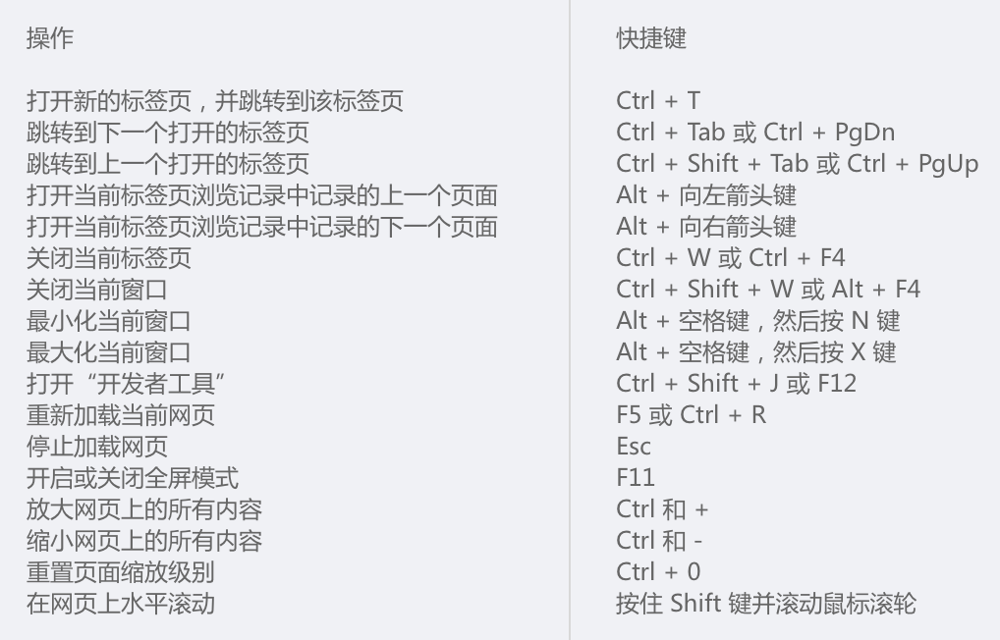 操作 快捷键
打开新的标签页，并跳转到该标签页 Ctrl + T
跳转到下一个打开的标签页 Ctrl + Tab 或 Ctrl + PgDn
跳转到上一个打开的标签页 Ctrl + Shift + Tab 或 Ctrl + PgUp
打开当前标签页浏览记录中记录的上一个页面 Alt + 向左箭头键
打开当前标签页浏览记录中记录的下一个页面 Alt + 向右箭头键
关闭当前标签页 Ctrl + W 或 Ctrl + F4
关闭当前窗口 Ctrl + Shift + W 或 Alt + F4
最小化当前窗口 Alt + 空格键，然后按 N 键
最大化当前窗口 Alt + 空格键，然后按 X 键
打开“开发者工具” Ctrl + Shift + J 或 F12
重新加载当前网页 F5 或 Ctrl + R
停止加载网页 Esc
开启或关闭全屏模式 F11
放大网页上的所有内容 Ctrl 和 +
缩小网页上的所有内容 Ctrl 和 -
重置页面缩放级别 Ctrl + 0
在网页上水平滚动 按住 Shift 键并滚动鼠标滚轮